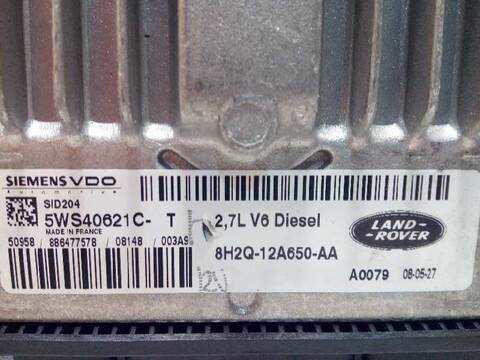 SIEMENS VDO
Automotive
SID204
5WS40621C- T
MADE IN FRANCE
50958 / 8B6477578 / 08148 / 003A9
2,7L V6 Diesel
8H2Q-12A650-AA
LAND-
-ROVER
A0079 08-05-27